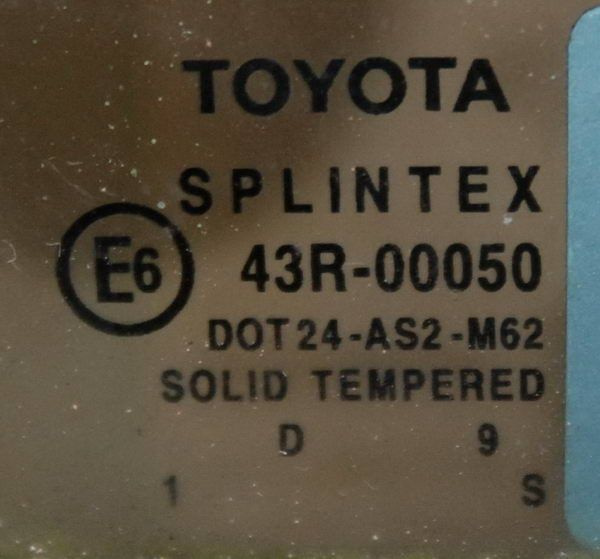 TOYOTA
SPLINTEX
E6 43R-00050
DOT24-AS2-M62
SOLID TEMPERED
D 9
1 S